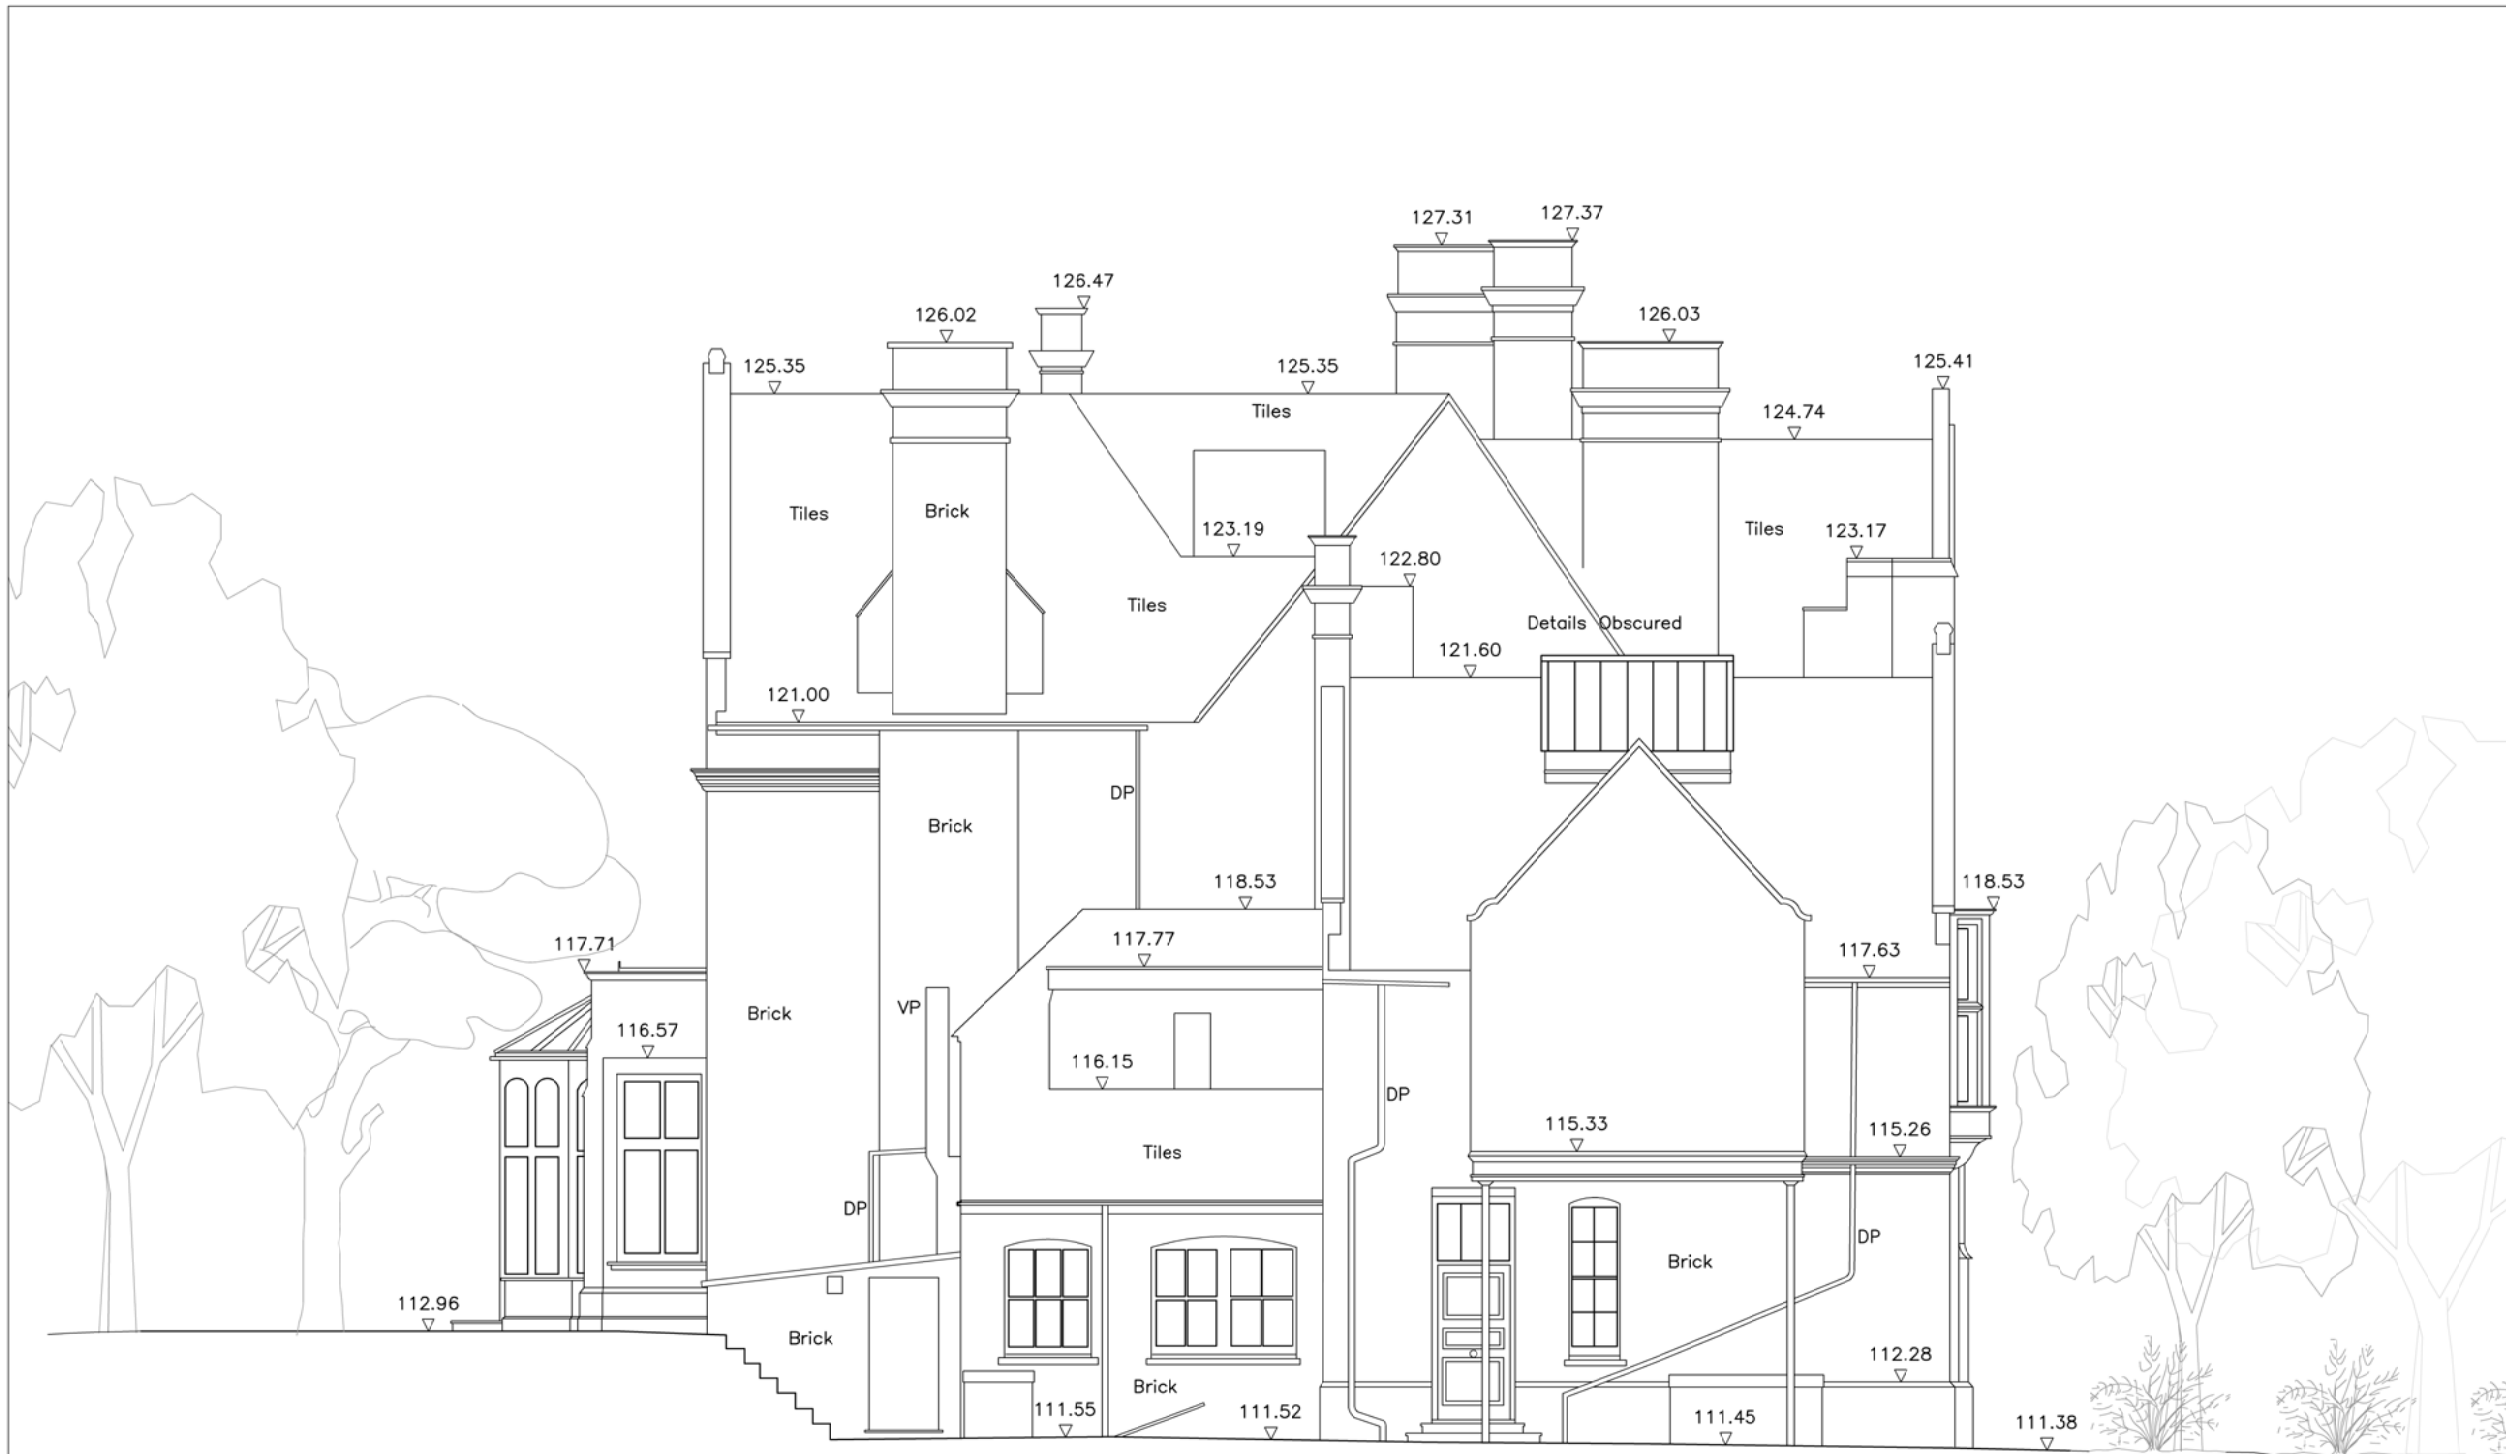 127.31
127.37
126.47
126.02
126.03
125.35
125.35
125.41
Tiles
124.74
Tiles
Brick
123.19
Tiles
123.17
122.80
Tiles
Details Obscured
121.60
121.00
DP
Brick
118.53
118.53
117.71
117.77
117.63
VP
Brick
116.57
116.15
DP
115.33
115.26
Tiles
DP
DP
Brick
112.96
Brick
112.28
Brick
111.55
111.52
111.45
111.38